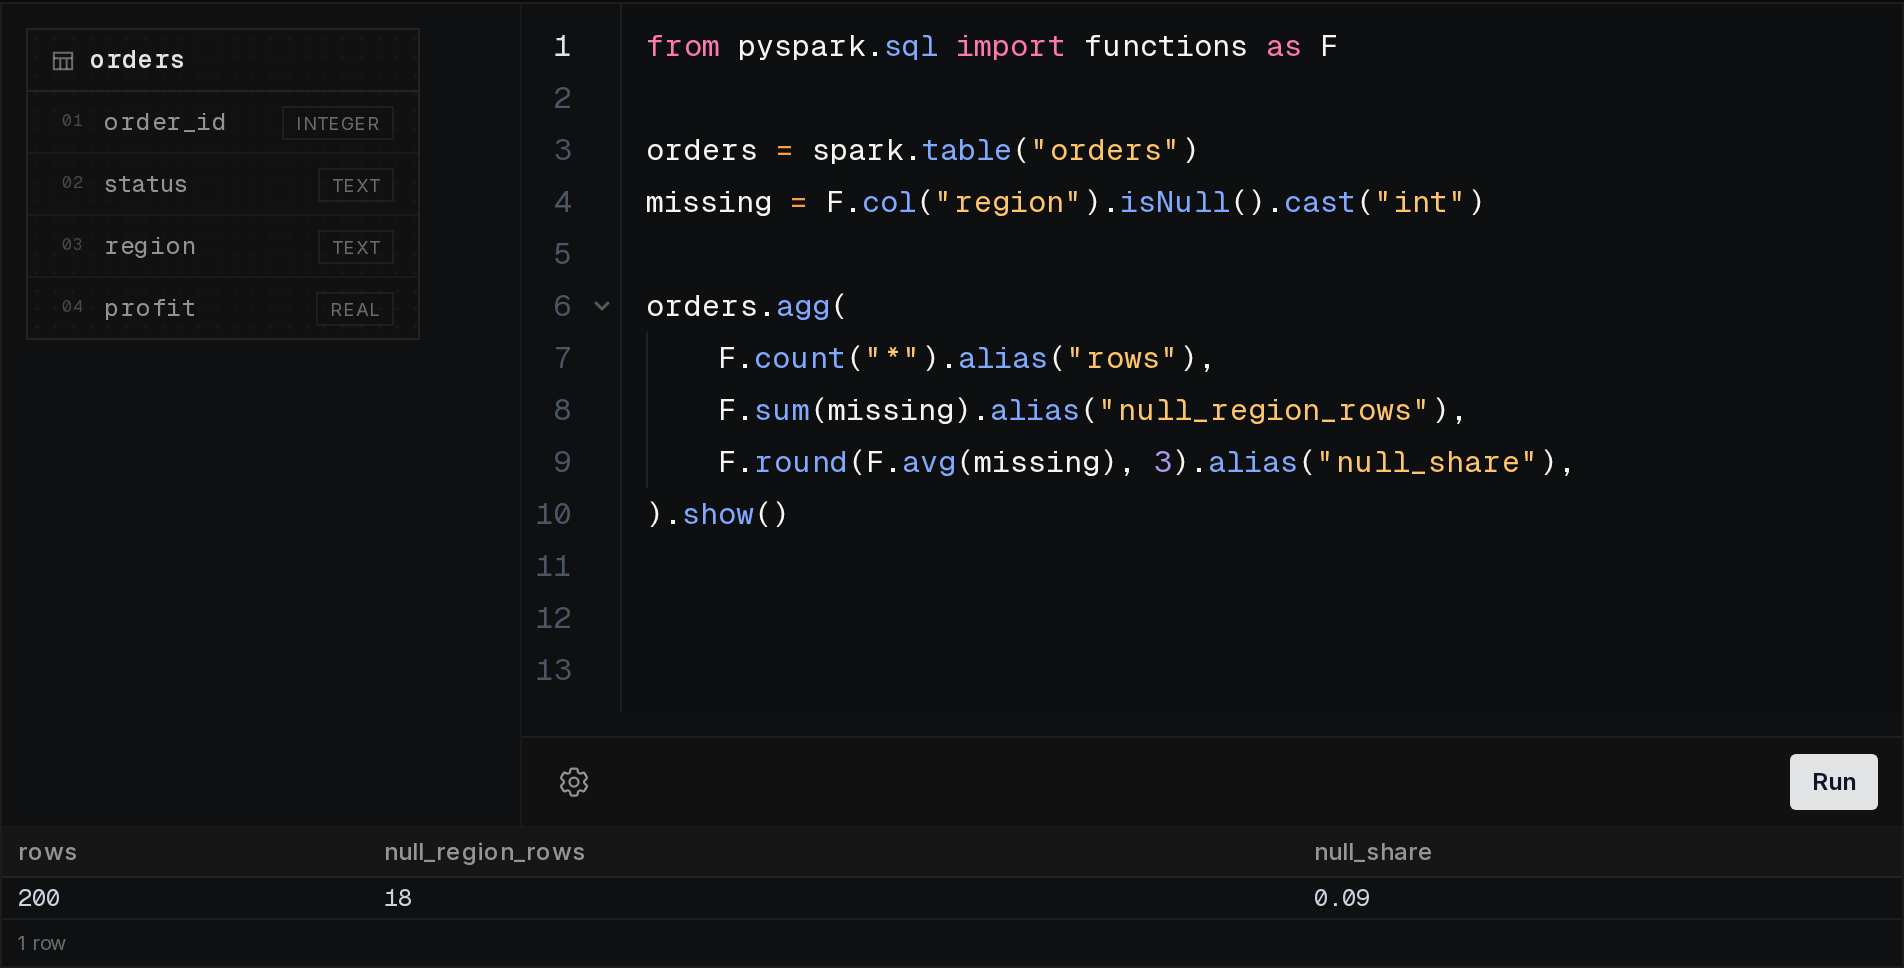 orders
01 order_id INTEGER
02 status TEXT
03 region TEXT
04 profit REAL
1 from pyspark.sql import functions as F
2
3 orders = spark.table("orders")
4 missing = F.col("region").isNull().cast("int")
5
6 orders.agg(
7     F.count("*").alias("rows"),
8     F.sum(missing).alias("null_region_rows"),
9     F.round(F.avg(missing), 3).alias("null_share"),
10 ).show()
11
12
13
Run
rows null_region_rows null_share
200 18 0.09
1 row